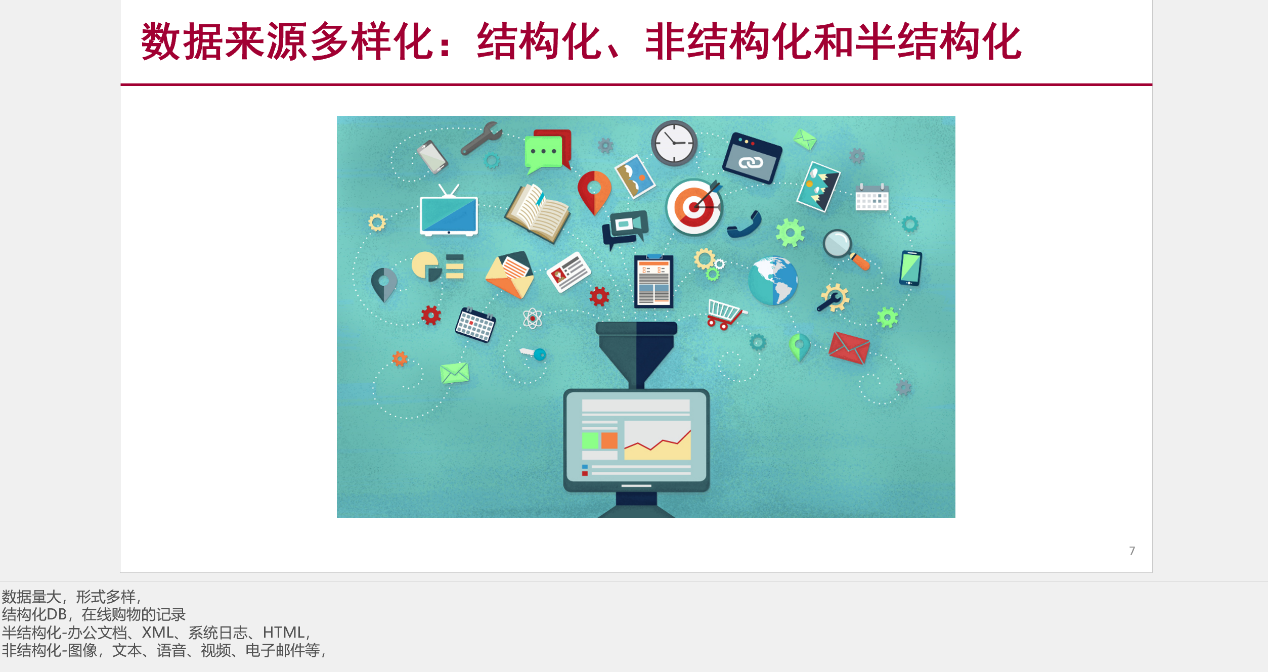 数据来源多样化：结构化、非结构化和半结构化
7
数据量大，形式多样，
结构化DB，在线购物的记录
半结构化-办公文档、XML、系统日志、HTML，
非结构化-图像，文本、语音、视频、电子邮件等，